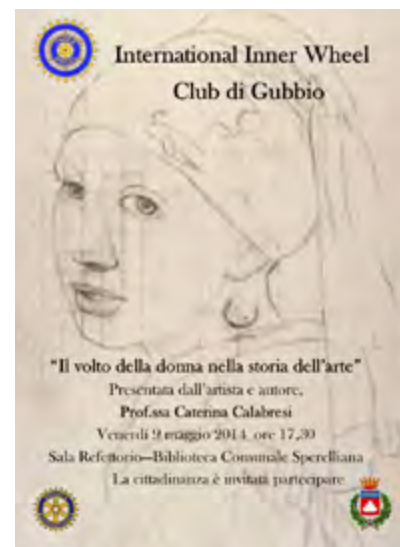 International Inner Wheel
Club di Gubbio
“Il volto della donna nella storia dell’arte”
Presentata dall’artista e autore,
Prof.ssa Caterina Calabresi
Venerdì 9 maggio 2014 ore 17,30
Sala Refettorio—Biblioteca Comunale Sperelliana
La cittadinanza è invitata partecipare